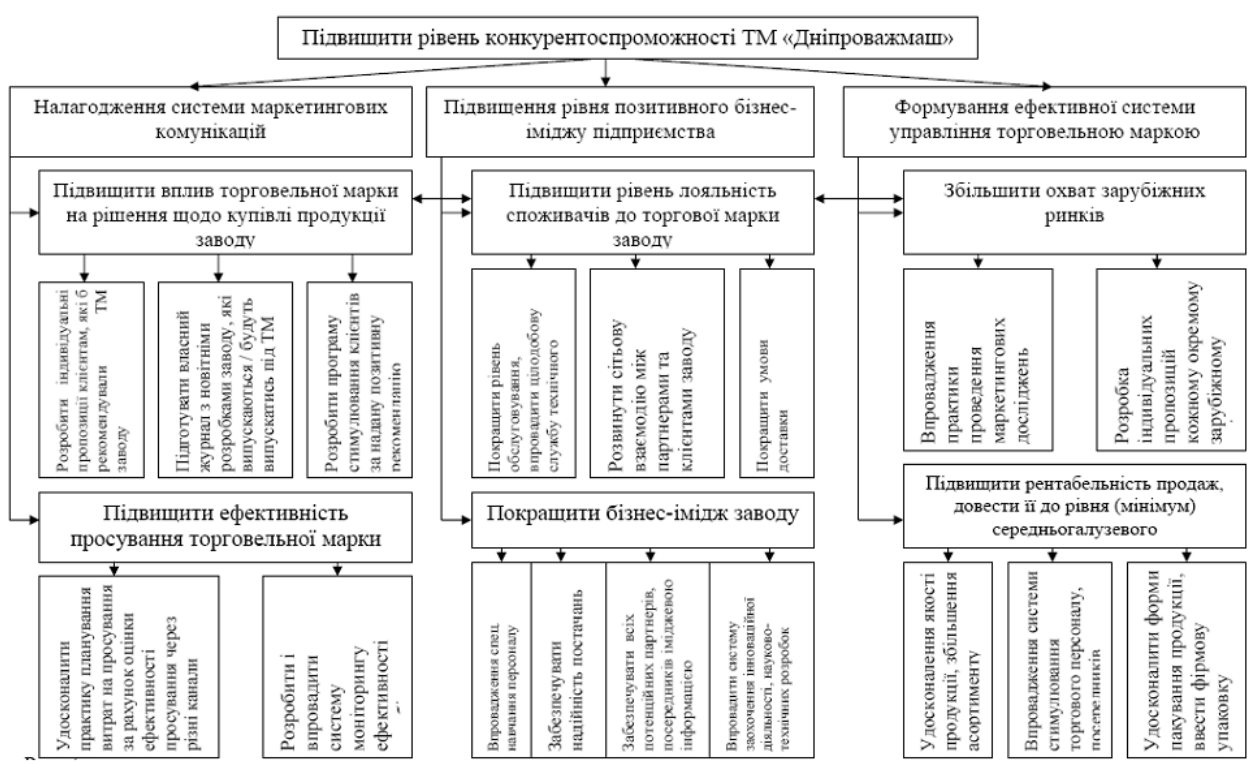 Підвищити рівень конкурентоспроможності ТМ «Дніпроважмаш»
Налагодження системи маркетингових
комунікацій
Підвищення рівня позитивного бізнес-
іміджу підприємства
Формування ефективної системи
управління торговельною маркою
Підвищити вплив торговельної марки
на рішення щодо купівлі продукції
заводу
Підвищити рівень лояльність
споживачів до торгової марки
заводу
Збільшити охват зарубіжних
ринків
Розробити індивідуальні
пропозиції клієнтам, які б
рекомендували ТМ
заводу
Підготувати власний
журнал з новітніми
розробками заводу, які
випускаються / будуть
випускатись під ТМ
Розробити програму
стимулювання клієнтів
за надану позитивну
рекомендацію
Покращити рівень
обслуговування,
впровадити цілодобову
службу технічного
Розвинути сітьову
взаємодію між
партнерами та
клієнтами заводу
Покращити умови
доставки
Впровадження
практики
проведення
маркетингових
досліджень
Розробка
індивідуальних
пропозицій
кожному окремому
зарубіжному
Підвищити ефективність
просування торговельної марки
Покращити бізнес-імідж заводу
Підвищити рентабельність продаж,
довести її до рівня (мінімум)
середньогалузевого
Удосконалити
практику планування
витрат на просування
за рахунок оцінки
ефективності
просування через
різні канали
Розробити і
впровадити
систему
моніторингу
ефективності
Впровадження спец.
навчання персоналу
Забезпечувати
надійність постачань
Забезпечувати всіх
потенційних партнерів,
посередників іміджевою
інформацією
Впровадити систему
заохочення інноваційної
діяльності, науково-
технічних розробок
Удосконалення якості
продукції, збільшення
асортименту
Впровадження системи
стимулювання
торгового персоналу,
посередників
Удосконалити форми
пакування продукції,
ввести фірмову
упаковку